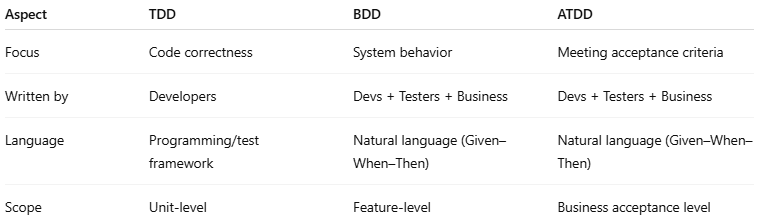 Aspect TDD BDD ATDD
Focus Code correctness System behavior Meeting acceptance criteria
Written by Developers Devs + Testers + Business Devs + Testers + Business
Language Programming/test Natural language (Given– Natural language (Given–When–
framework When–Then) Then)
Scope Unit-level Feature-level Business acceptance level